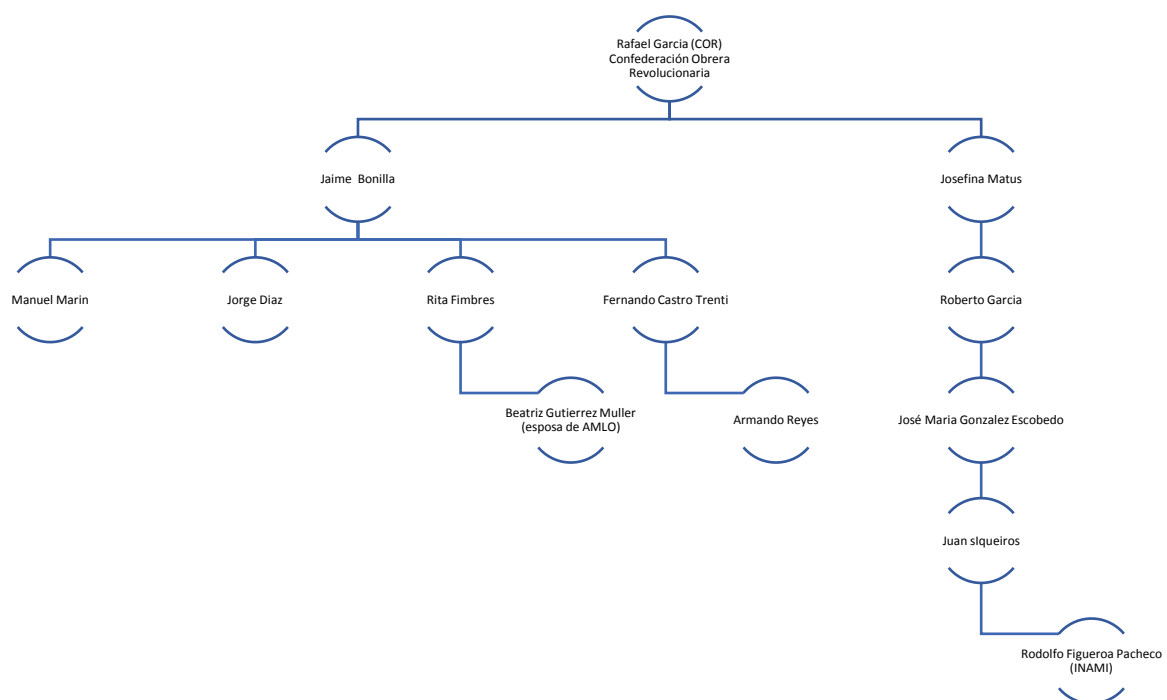 Rafael Garcia (COR)
Confederación Obrera
Revolucionaria
Jaime Bonilla
Josefina Matus
Manuel Marin
Jorge Diaz
Rita Fimbres
Fernando Castro Trenti
Roberto Garcia
Beatriz Gutierrez Muller
(esposa de AMLO)
Armando Reyes
José Maria Gonzalez Escobedo
Juan sIqueiros
Rodolfo Figueroa Pacheco
(INAMI)